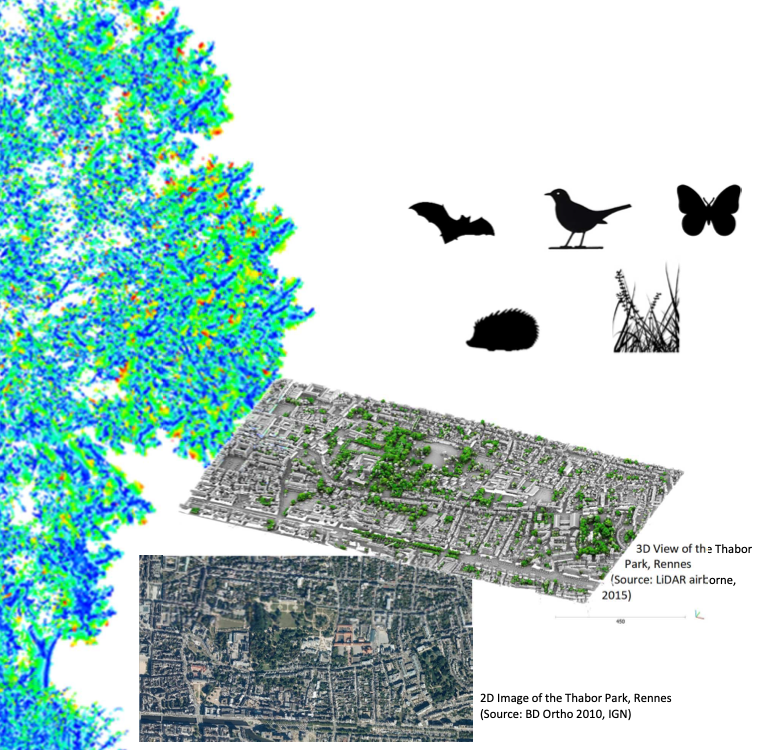 3D View of the Thabor
Park, Rennes
(Source: LiDAR airborne,
2015)
450
2D Image of the Thabor Park, Rennes
(Source: BD Ortho 2010, IGN)